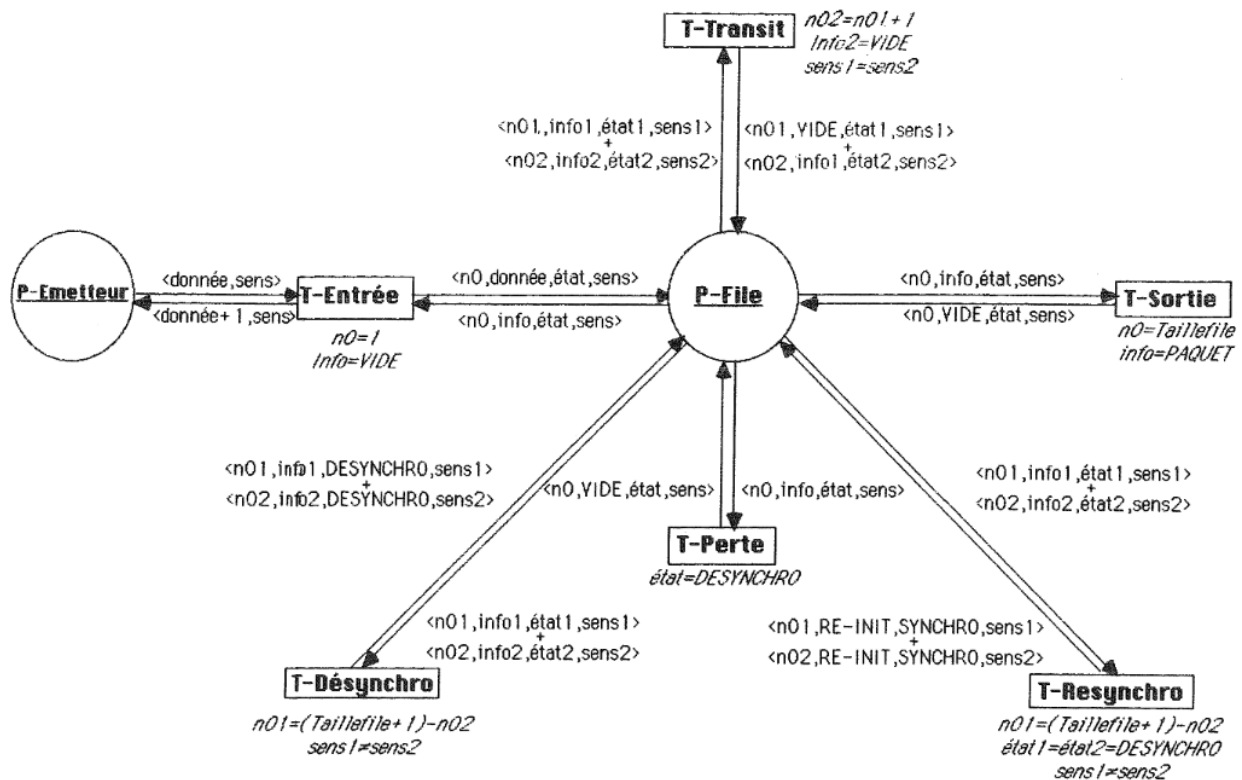 T-Transit
n02=n01+1
Info2=VIDE
sens1=sens2
<n01,,info1,état1,sens1>
+
<n02,info2,état2,sens2>
<n01,VIDE,état1,sens1>
+
<n02,info1,état2,sens2>
P-Emetteur
<donnée,sens>
<donnée+1,sens>
T-Entrée
n0=1
Info=VIDE
<n0,donnée,état,sens>
<n0,info,état,sens>
P-File
<n0,info,état,sens>
<n0,VIDE,état,sens>
T-Sortie
n0=Taillefile
info=PAQUET
<n01,info1,DESYNCHRO,sens1>
+
<n02,info2,DESYNCHRO,sens2>
<n0,VIDE,état,sens>
<n0,info,état,sens>
<n01,info1,état1,sens1>
+
<n02,info2,état2,sens2>
T-Perte
état=DESYNCHRO
<n01,info1,état1,sens1>
+
<n02,info2,état2,sens2>
<n01,RE-INIT,SYNCHRO,sens1>
+
<n02,RE-INIT,SYNCHRO,sens2>
T-Désynchro
n01=(Taillefile+1)-n02
sens1≠sens2
T-Resynchro
n01=(Taillefile+1)-n02
état1=état2=DESYNCHRO
sens1≠sens2